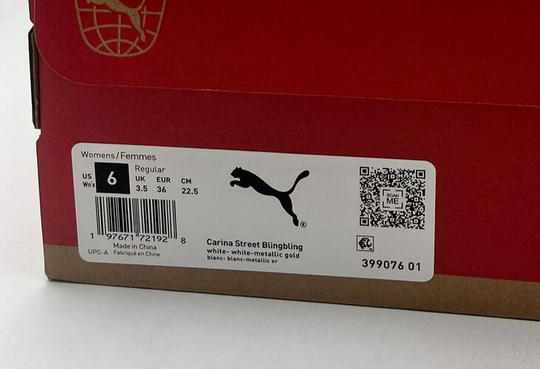 Womens/Femmes
Regular
US UK EUR CM
Wn's 6 3.5 36 22.5
SCAN
ME
1 97671 72192 8
Made in China
UPC-A Fabriqué en Chine
®
Carina Street Blingbling
white- white-metallic gold
blanc- blanc-metallic or
399076 01